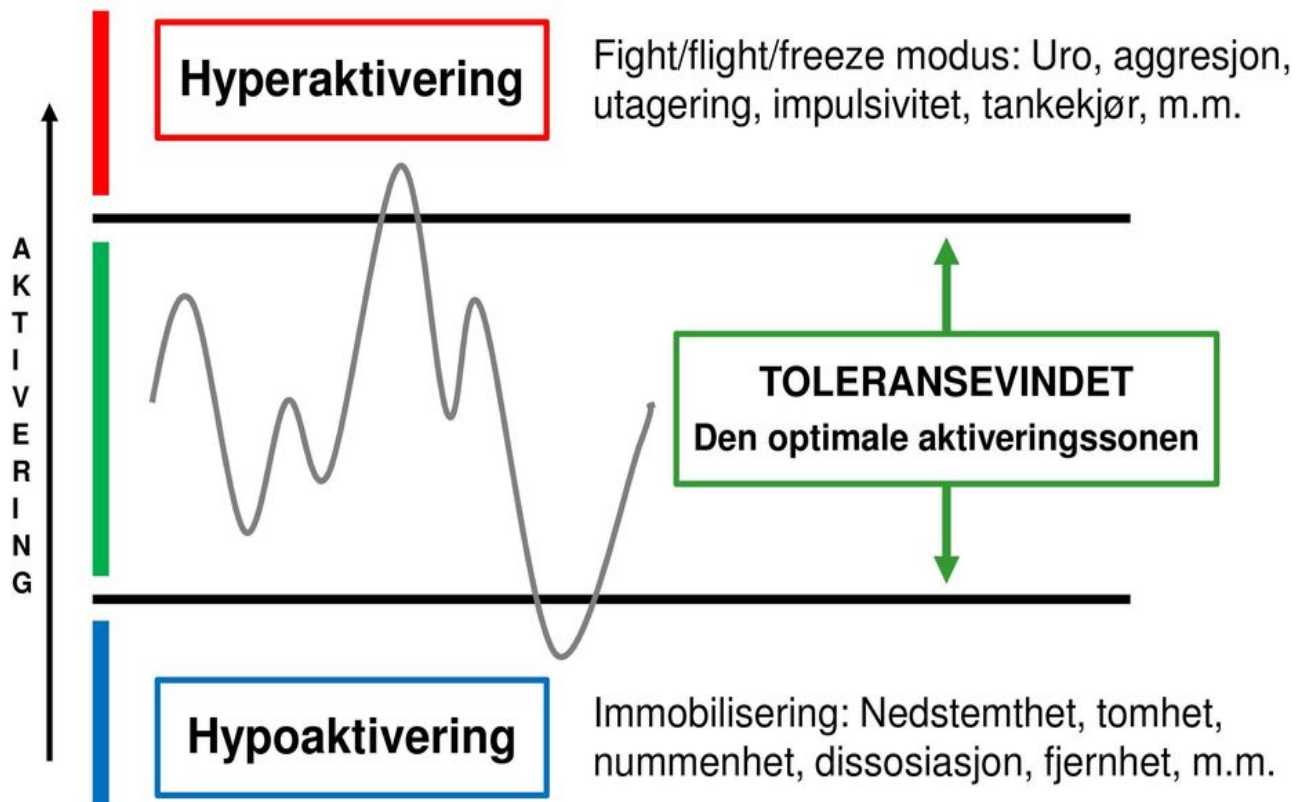 Hyperaktivering
Fight/flight/freeze modus: Uro, aggresjon,
utagering, impulsivitet, tankekjør, m.m.
AKTIVERING
TOLERANSEVINDET
Den optimale aktiveringssonen
Hypoaktivering
Immobilisering: Nedstemthet, tomhet,
nummenhet, dissosiasjon, fjernhet, m.m.